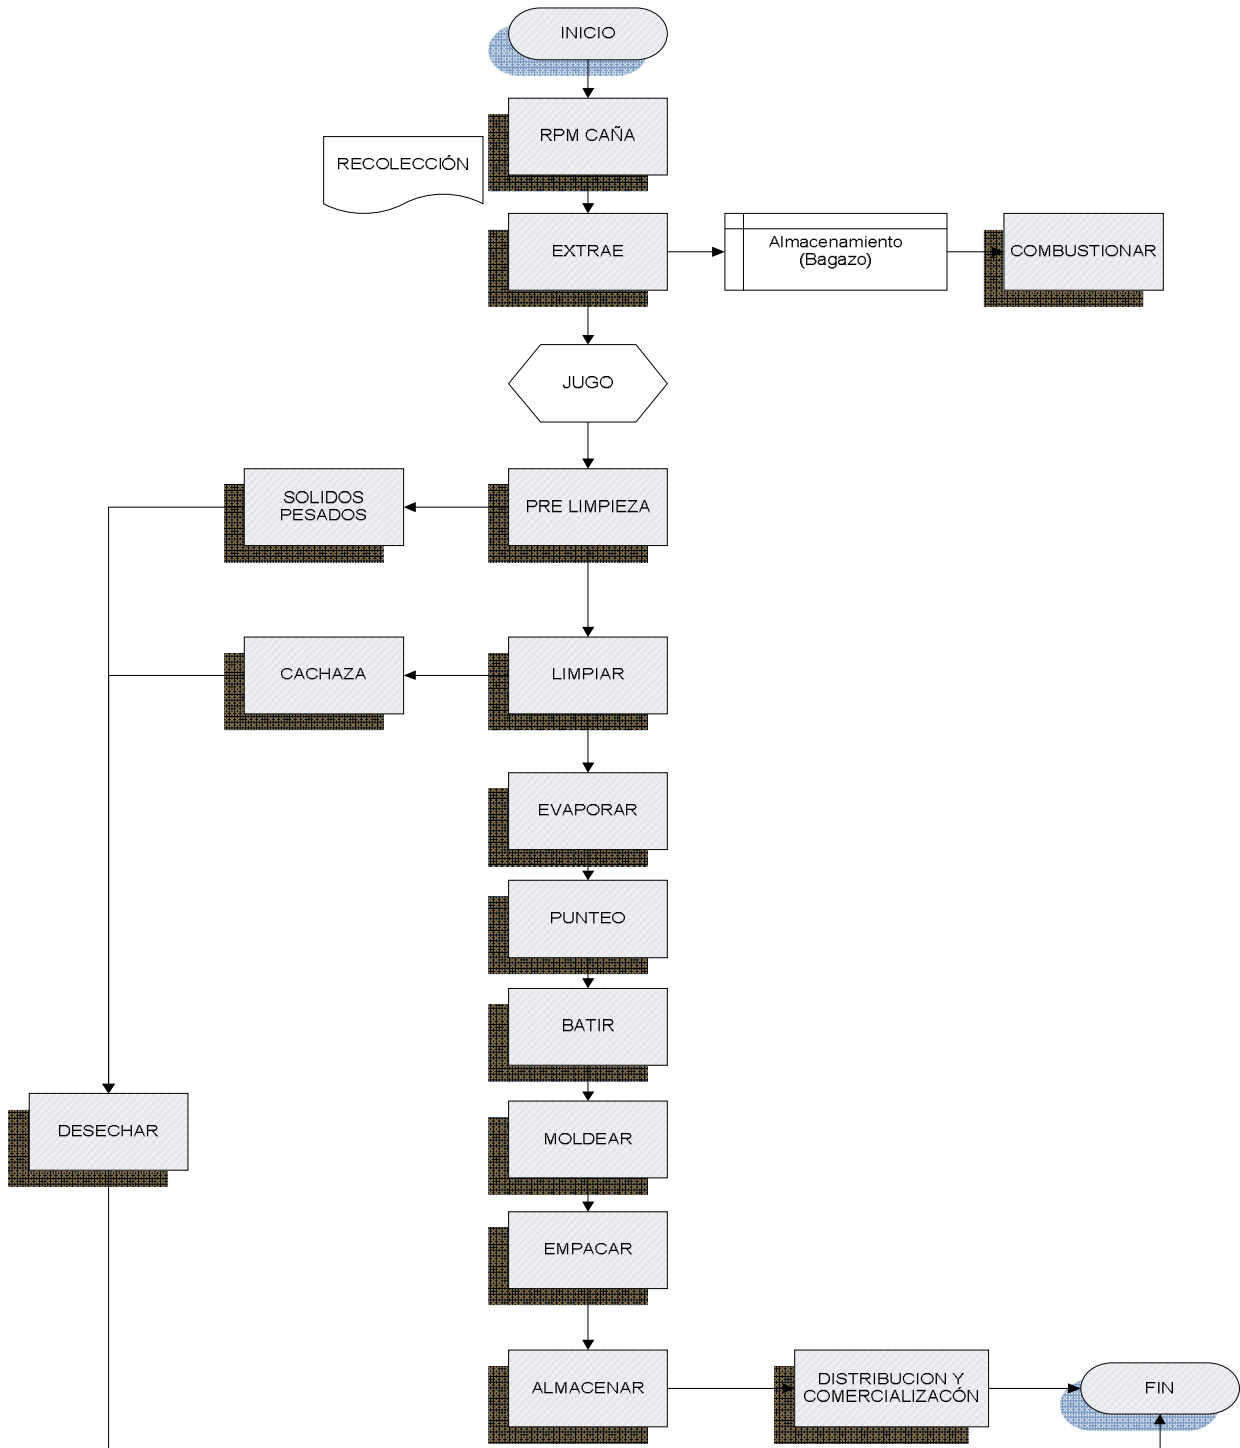 INICIO
RPM CAÑA
RECOLECCIÓN
EXTRAE
Almacenamiento
(Bagazo)
COMBUSTIONAR
JUGO
SOLIDOS
PESADOS
PRE LIMPIEZA
CACHAZA
LIMPIAR
EVAPORAR
PUNTEO
BATIR
DESECHAR
MOLDEAR
EMPACAR
ALMACENAR
DISTRIBUCION Y
COMERCIALIZACÓN
FIN